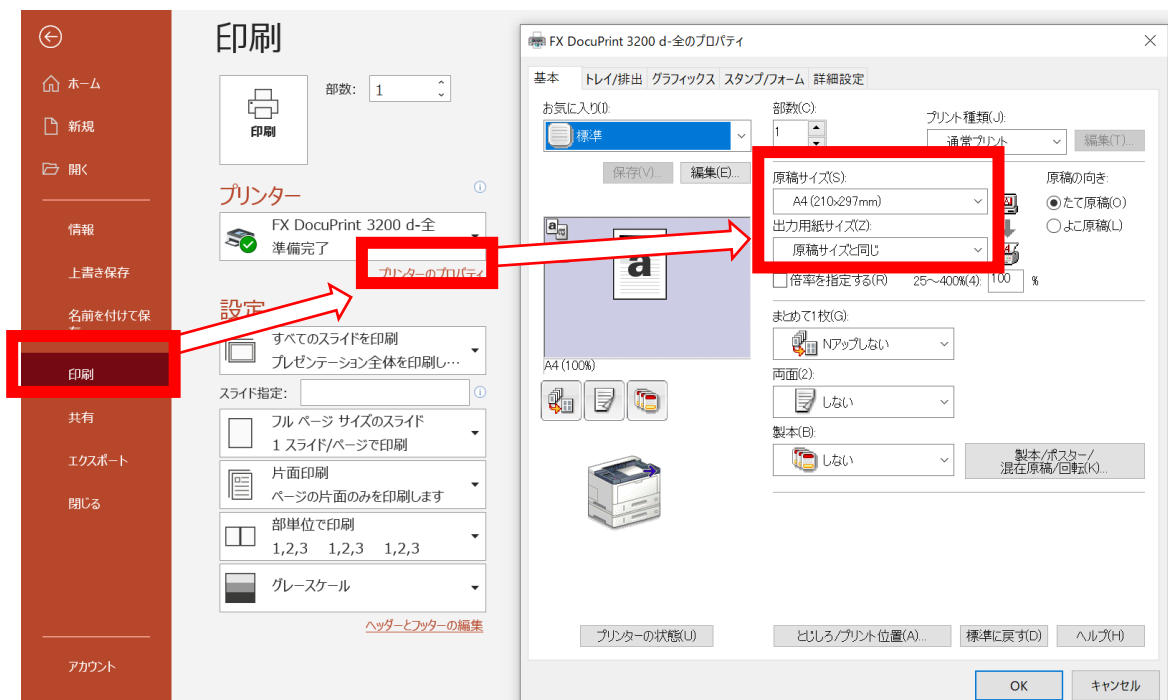 ホーム
新規
開く
情報
上書き保存
名前を付けて保
印刷
共有
エクスポート
閉じる
アカウント
印刷
印刷
部数: 1
プリンター
FX DocuPrint 3200 d-全
準備完了
プリンターのプロパティ
設定
すべてのスライドを印刷
プレゼンテーション全体を印刷し…
スライド指定:
フル ページ サイズのスライド
1 スライド/ページで印刷
片面印刷
ページの片面のみを印刷します
部単位で印刷
1,2,3 1,2,3 1,2,3
グレースケール
ヘッダーとフッターの編集
FX DocuPrint 3200 d-全のプロパティ
基本 トレイ/排出 グラフィックス スタンプ/フォーム 詳細設定
お気に入り(I):
標準
保存(V)... 編集(E)...
a
a
A4 (100%)
部数(C):
1
プリント種類(J):
通常プリント 編集(T)...
原稿サイズ(S):
A4 (210x297mm)
出力用紙サイズ(Z):
原稿サイズと同じ
原稿の向き:
たて原稿(O)
よこ原稿(L)
倍率を指定する(R) 25～400%(4): 100 %
まとめて1枚(G):
Nアップしない
両面(2):
しない
製本(B):
しない
製本/ポスター/
混在原稿/回転(K)...
プリンターの状態(U) とじしろ/プリント位置(A)... 標準に戻す(D) ヘルプ(H)
OK キャンセル